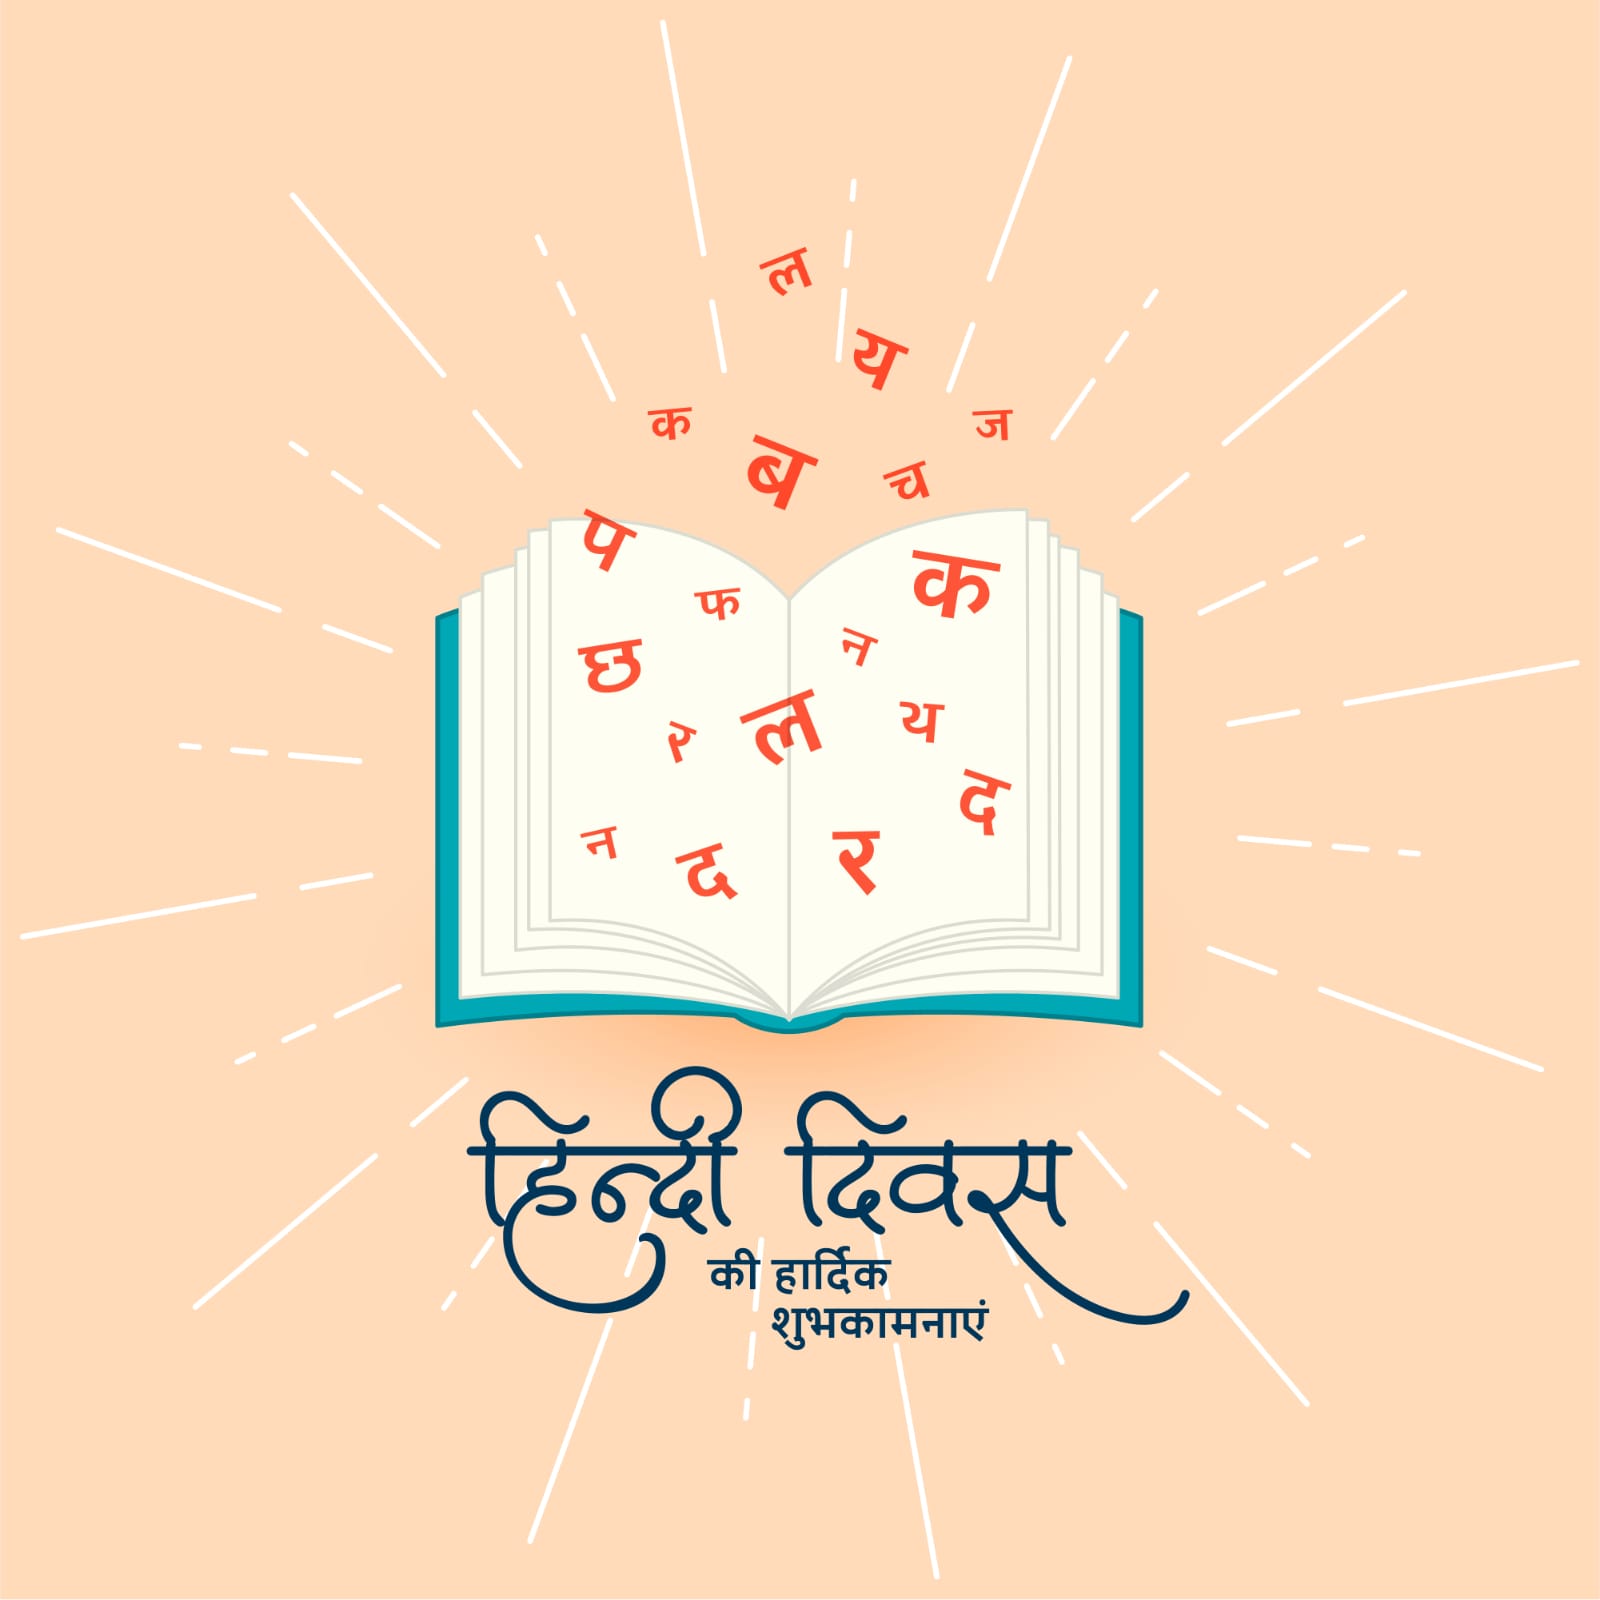 ल
य
क
ज
ब
च
प
क
फ
न
छ
ल
य
र
द
न
द
र
हिन्दी दिवस
की हार्दिक
शुभकामनाएं